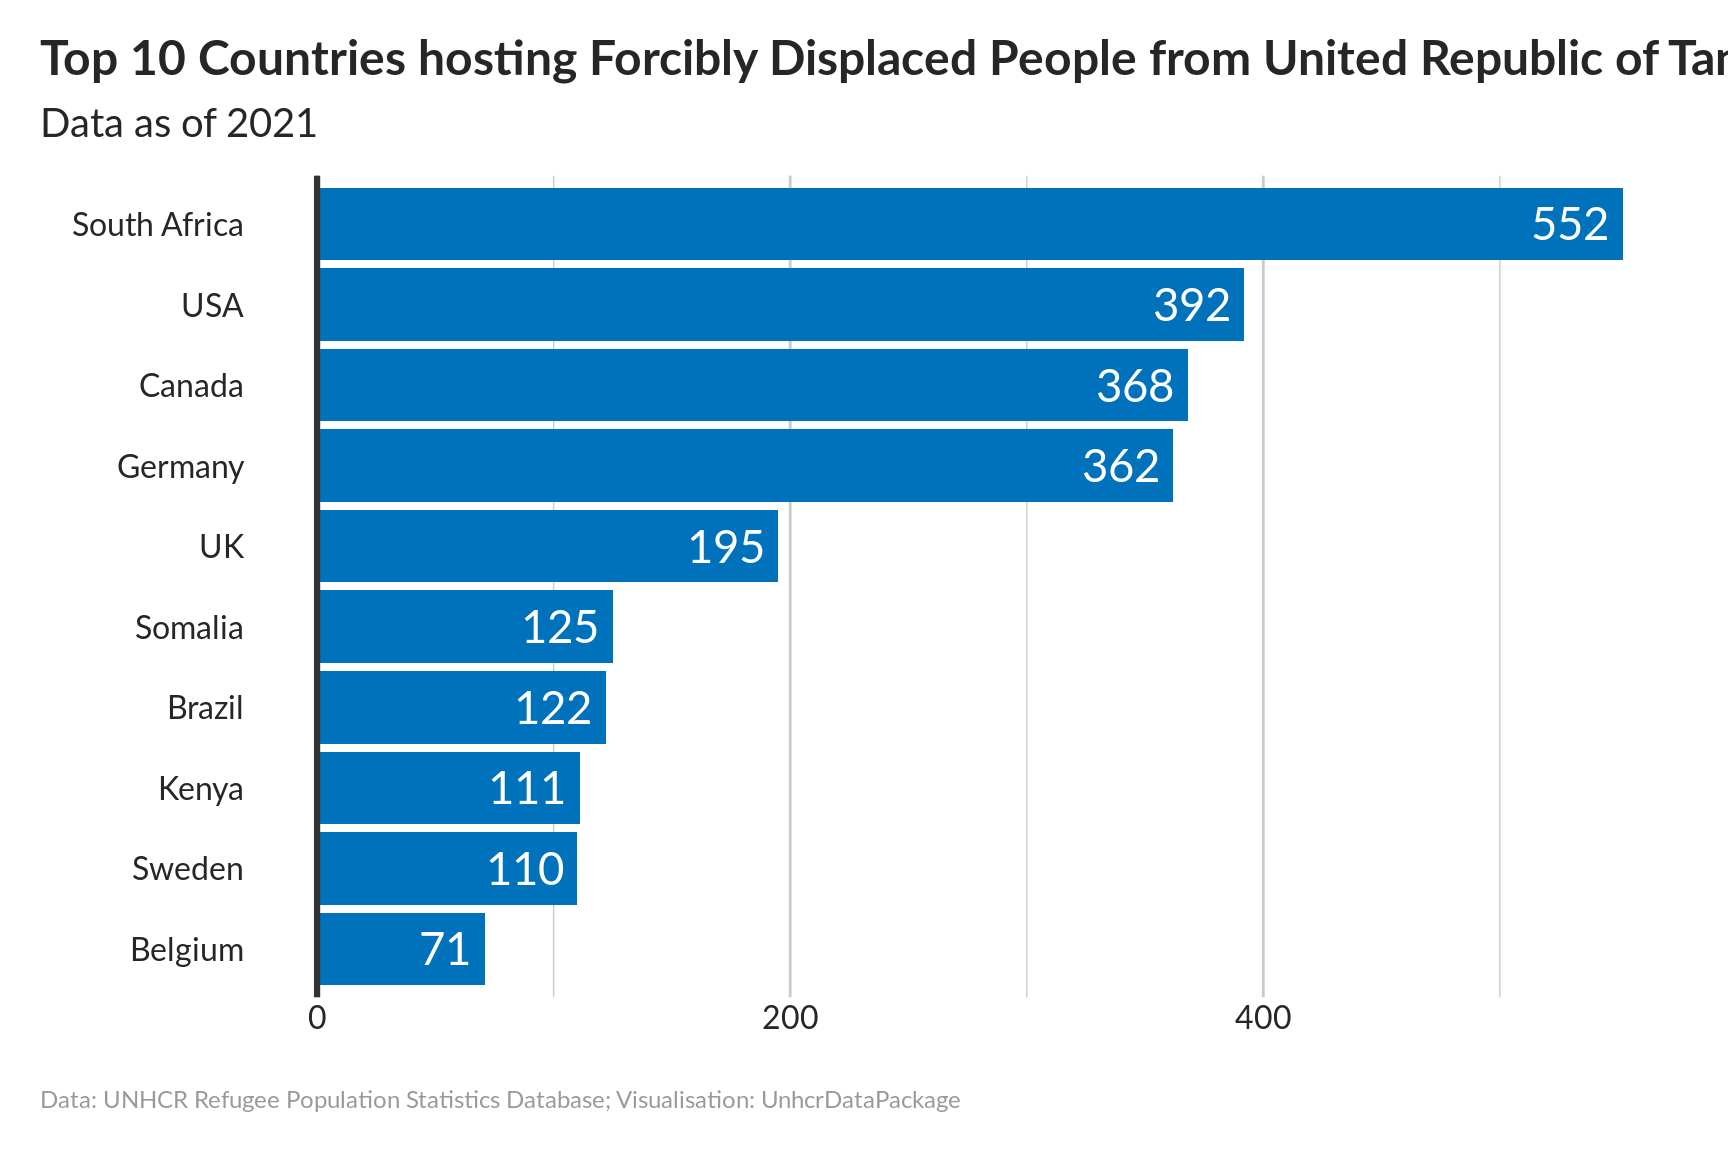 Top 10 Countries hosting Forcibly Displaced People from United Republic of
Data as of 2021
South Africa 552
USA 392
Canada 368
Germany 362
UK 195
Somalia 125
Brazil 122
Kenya 111
Sweden 110
Belgium 71
0 200 400
Data: UNHCR Refugee Population Statistics Database; Visualisation: UnhcrDataPackage